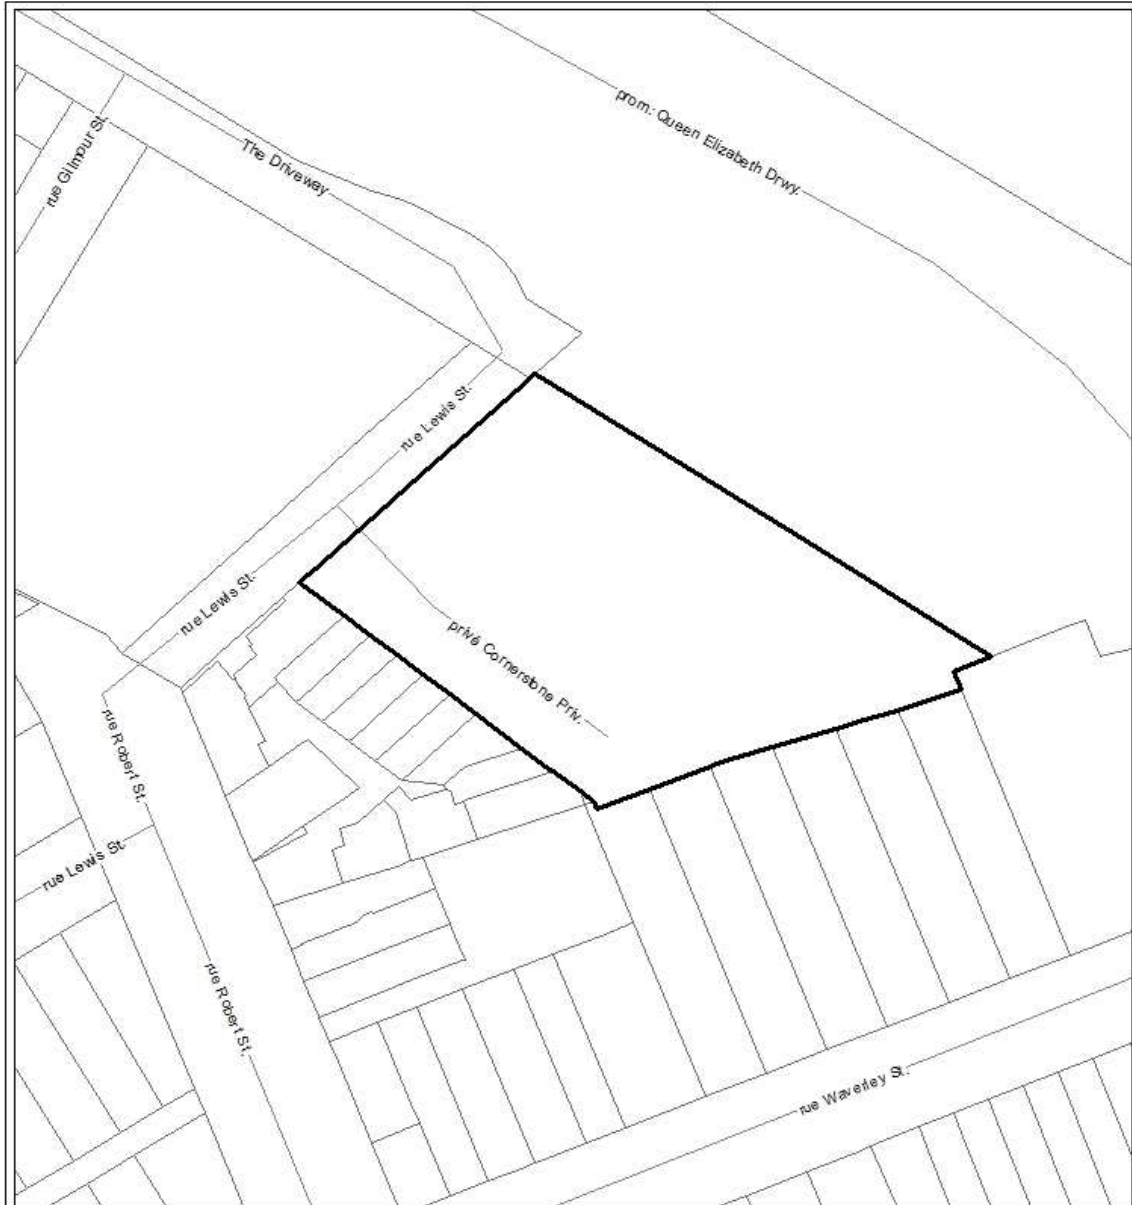 prom. Queen Elizabeth Drwy.
rue Gilmour St.
The Driveway
rue Lewis St.
rue Lewis St.
privé Cornerstone Priv.
rue Robert St.
rue Lewis St.
rue Robert St.
rue Waverley St.